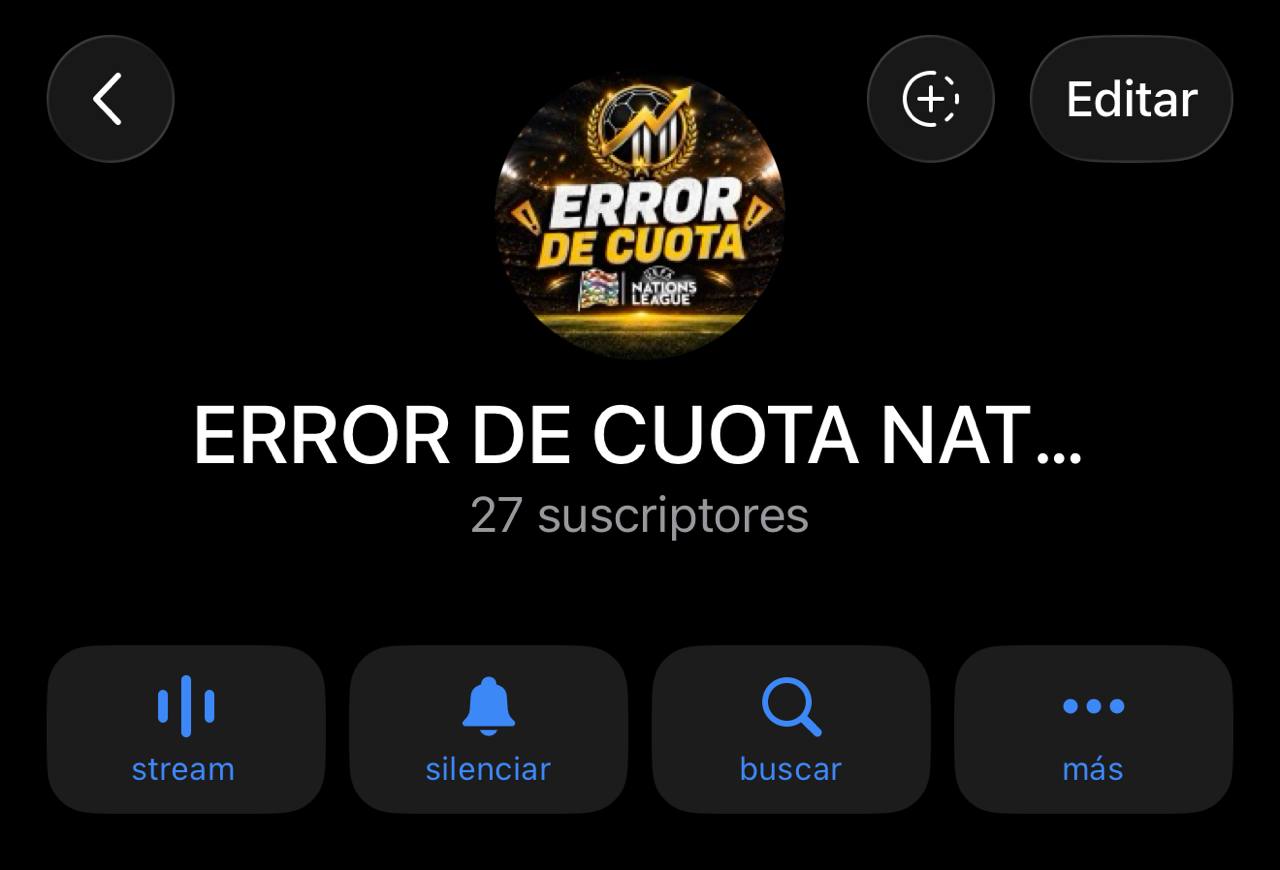 Editar
ERROR
DE CUOTA
UEFA
NATIONS
LEAGUE
ERROR DE CUOTA NAT...
27 suscriptores
stream
silenciar
buscar
más